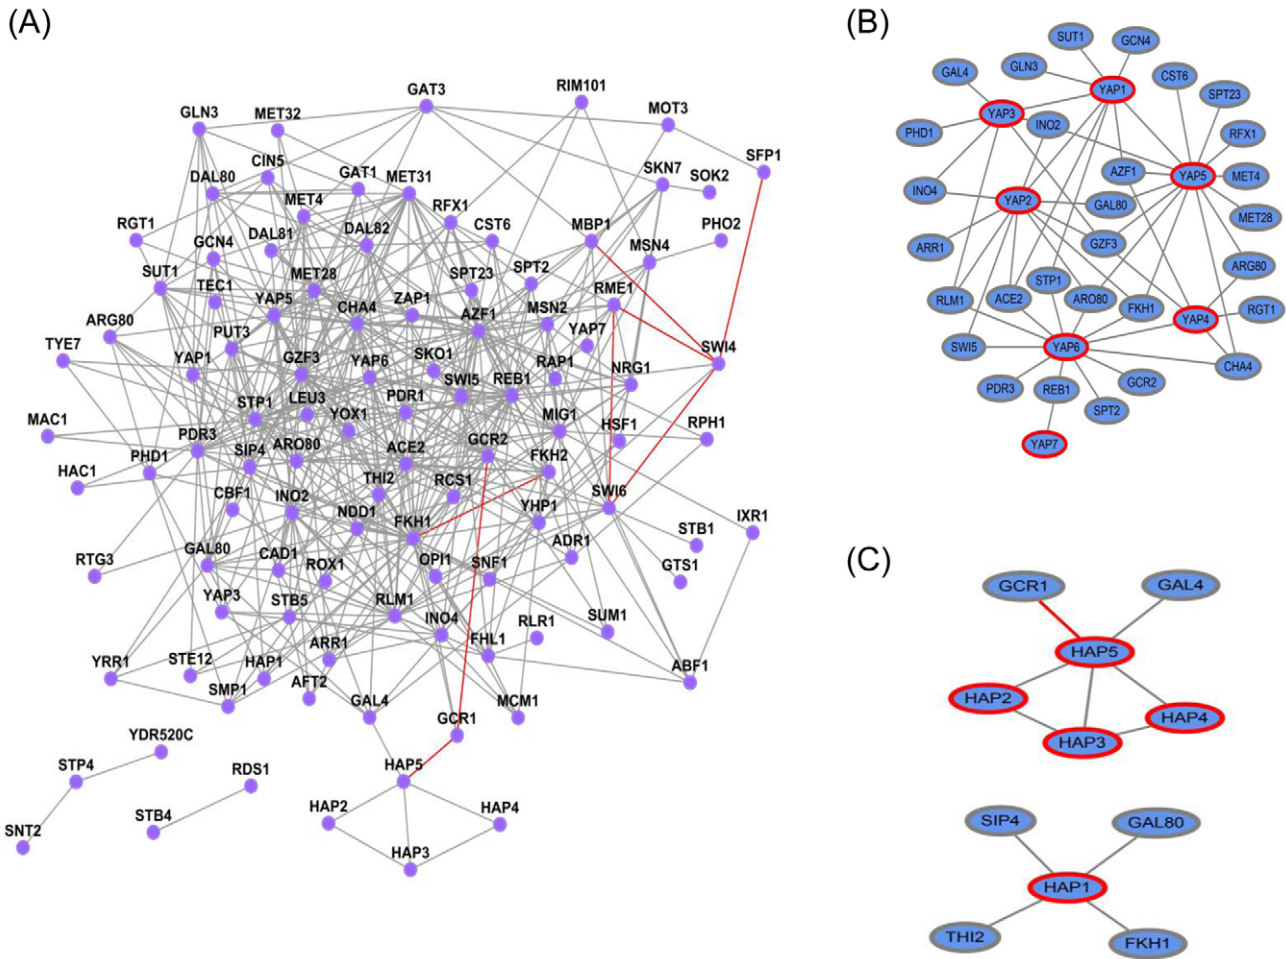 (A)
RIM101
GAT3
GLN3
MET32
MOT3
SFP1
CIN5
SKN7
SOK2
DAL80
GAT1
MET31
MET4
RFX1
RGT1
DAL81
DAL82
CST6
MBP1
PHO2
GCN4
MSN4
SUT1
MET28
SPT23
SPT2
TEC1
YAP5
CHA4
ZAP1
AZF1
MSN2
RME1
ARG80
PUT3
YAP7
SWI4
TYE7
YAP1
GZF3
YAP6
SKO1
RAP1
NRG1
SWI5
REB1
STP1
LEU3
YOX1
PDR1
MAC1
PDR3
MIG1
HSF1
RPH1
HAC1
PHD1
SIP4
ARO80
ACE2
GCR2
FKH2
THI2
RCS1
SWI6
CBF1
INO2
NDD1
FKH1
YHP1
STB1
IXR1
RTG3
GAL80
CAD1
ROX1
OPI1
SNF1
ADR1
GTS1
YAP3
STB5
RLM1
INO4
FHL1
RLR1
SUM1
YRR1
STE12
HAP1
ARR1
ABF1
SMP1
AFT2
GAL4
GCR1
MCM1
YDR520C
STP4
RDS1
HAP5
SNT2
STB4
HAP2
HAP4
HAP3
(B)
SUT1
GCN4
GLN3
GAL4
CST6
YAP1
SPT23
YAP3
INO2
PHD1
RFX1
AZF1
YAP5
MET4
INO4
YAP2
GAL80
MET28
ARR1
GZF3
ARG80
STP1
RLM1
ACE2
ARO80
FKH1
RGT1
YAP4
SWI5
YAP6
CHA4
PDR3
REB1
GCR2
SPT2
YAP7
(C)
GCR1
GAL4
HAP5
HAP2
HAP4
HAP3
SIP4
GAL80
HAP1
THI2
FKH1